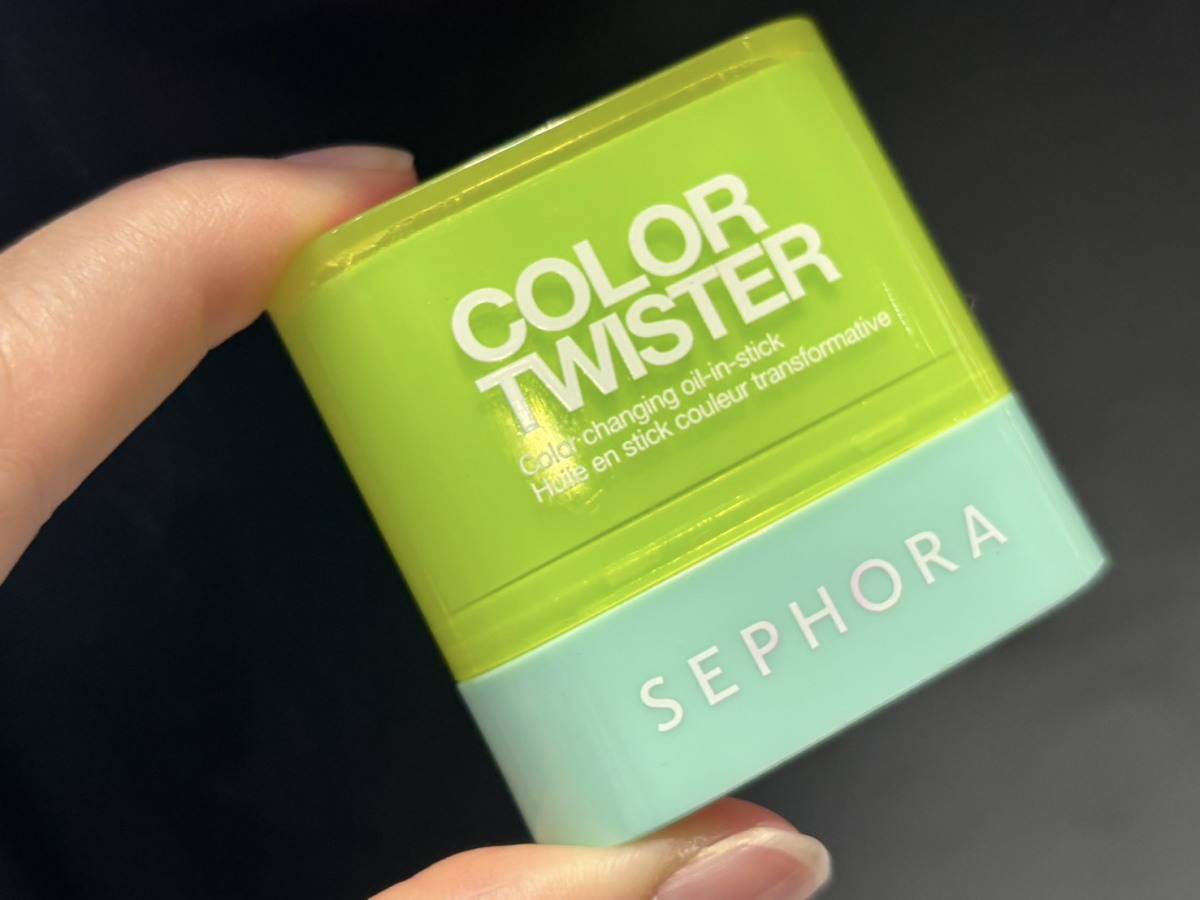 COLOR
TWISTER
Color-changing oil-in-stick
Huile en stick couleur transformative
SEPHORA